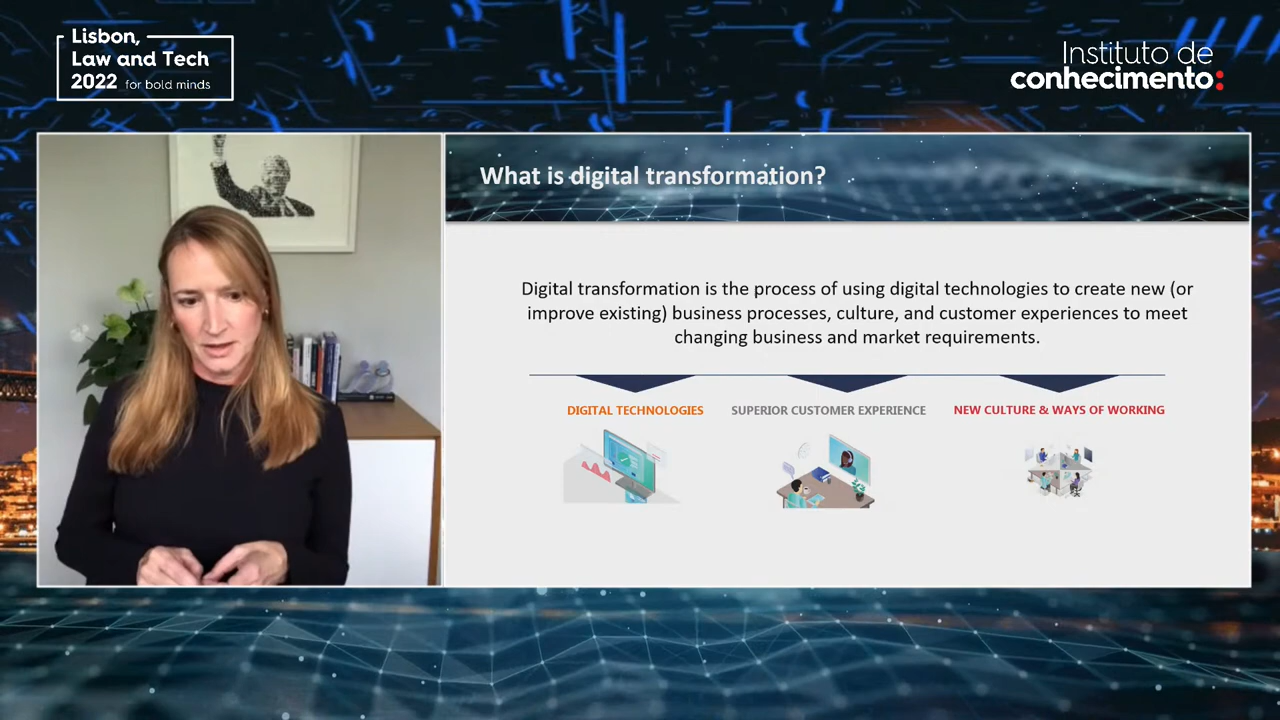 Lisbon,
Law and Tech
2022 for bold minds
Instituto de
conhecimento:
What is digital transformation?
Digital transformation is the process of using digital technologies to create new (or
improve existing) business processes, culture, and customer experiences to meet
changing business and market requirements.
DIGITAL TECHNOLOGIES
SUPERIOR CUSTOMER EXPERIENCE
NEW CULTURE & WAYS OF WORKING